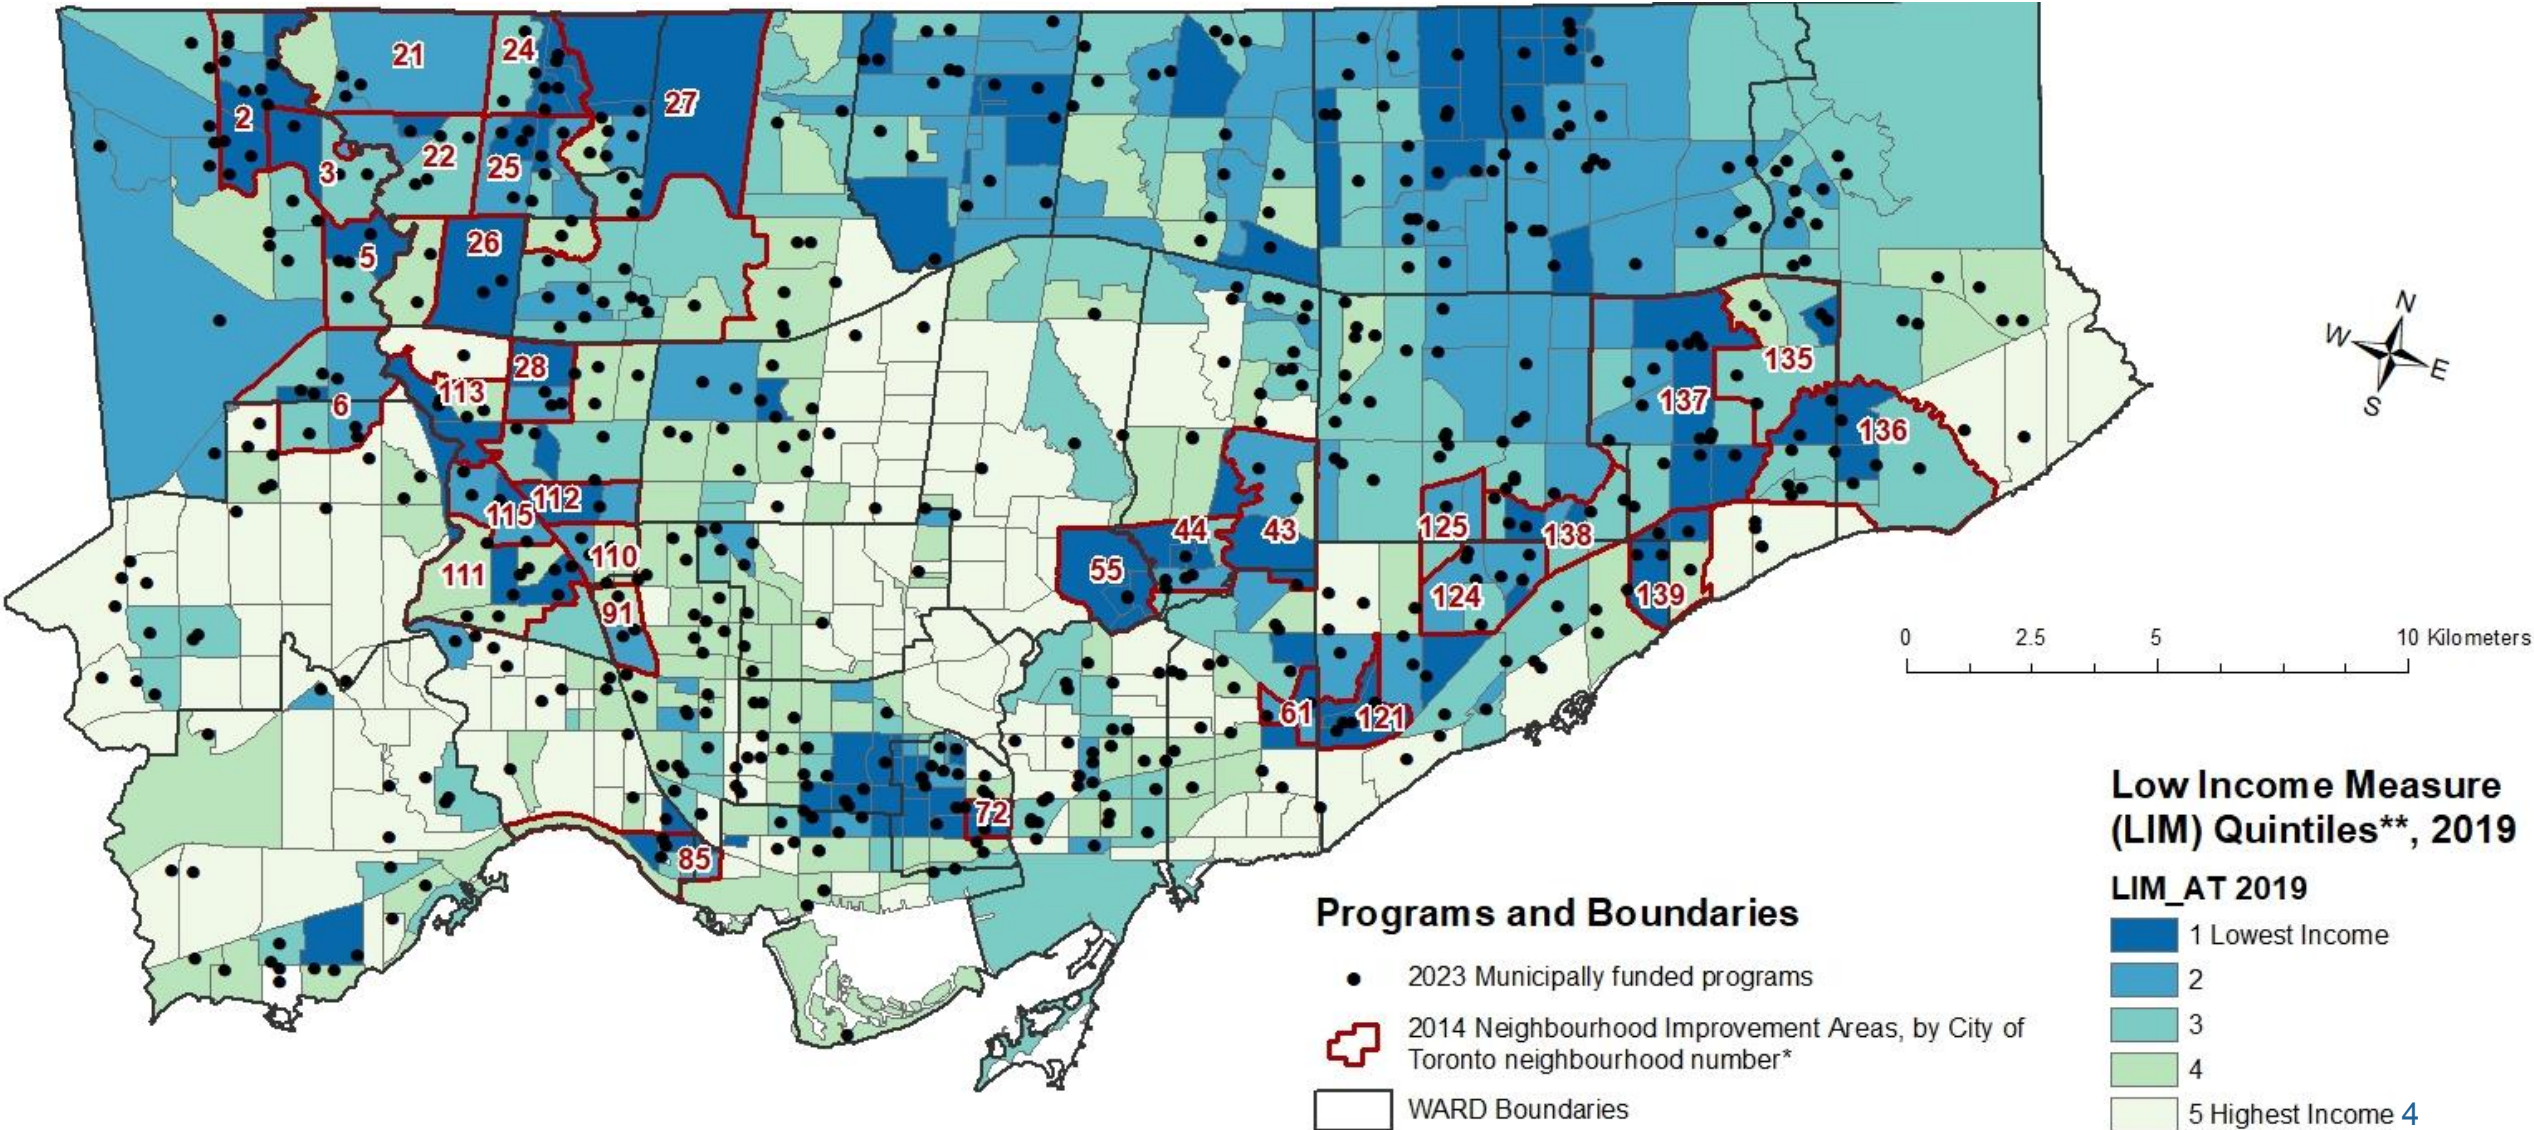 21
24
27
2
22
3
25
26
5
28
113
6
135
137
136
112
115
44
43
125
138
110
111
55
91
124
139
61
121
72
85
N
W
E
S
0 2.5 5 10 Kilometers
Low Income Measure
(LIM) Quintiles**, 2019
LIM_AT 2019
1 Lowest Income
2
3
4
5 Highest Income 4
Programs and Boundaries
2023 Municipally funded programs
2014 Neighbourhood Improvement Areas, by City of
Toronto neighbourhood number*
WARD Boundaries